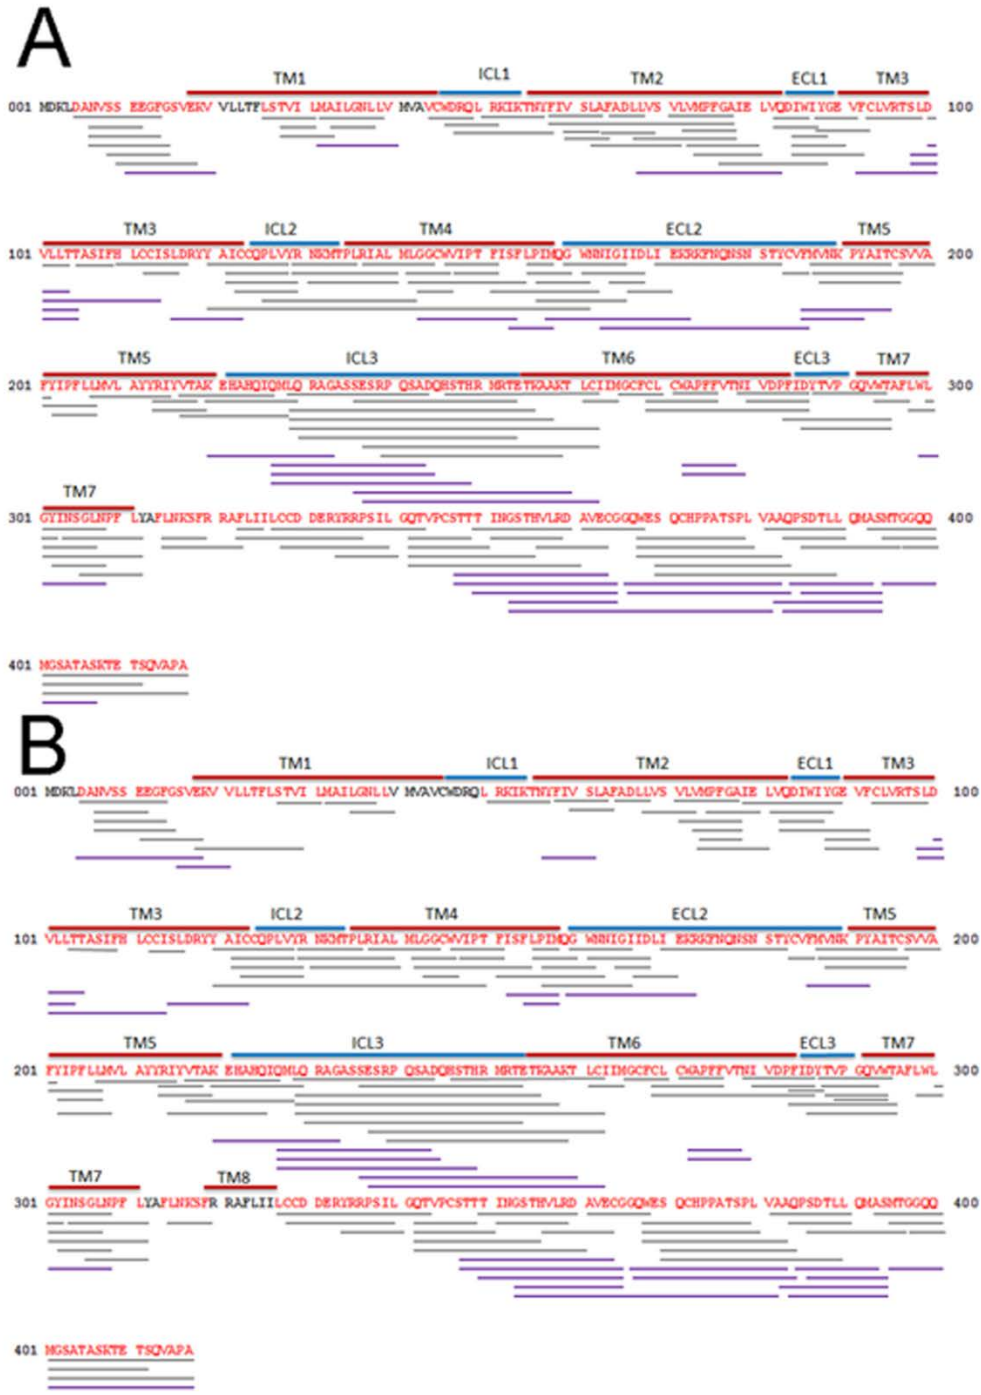 A
TM1 ICL1 TM2 ECL1 TM3
001 MDKLDANVSS EEGFGSVEKV VLLTFLSTVI LMAILGNLLV MVAVCWDRQL RKIKTNYFIV SLAFADLLVS VLVMPFGAIE LVQDIWIYGE VFCLVRTSLD 100
TM3 ICL2 TM4 ECL2 TM5
101 VLLTTASIFH LCCISLDRYY AICCQPLVYR NKMTPLRIAL MLGGCWVIPT FISFLPIMQG WNNIGIIDLI EKRKFNQNSN STYCVFMVNK PYAITCSVVA 200
TM5 ICL3 TM6 ECL3 TM7
201 FYIPFLLMVL AYYRIYVTAK EHAHQIQMLQ RAGASSESRP QSADQHSTHR MRTETKAAKT LCIIMGCFCL CWAPFFVTNI VDPFIDYTVP GQVWTAFLWL 300
TM7
301 GYINSGLNPF LYAFLNKSFR RAFLIILCCD DERYRRPSIL GQTVPCSTTT INGSTHVLRD AVECGGQWES QCHPPATSPL VAAQPSDTLL QMASMTGGQQ 400
401 MGSATASKTE TSQVAPA
B
TM1 ICL1 TM2 ECL1 TM3
001 MDKLDANVSS EEGFGSVEKV VLLTFLSTVI LMAILGNLLV MVAVCWDRQL RKIKTNYFIV SLAFADLLVS VLVMPFGAIE LVQDIWIYGE VFCLVRTSLD 100
TM3 ICL2 TM4 ECL2 TM5
101 VLLTTASIFH LCCISLDRYY AICCQPLVYR NKMTPLRIAL MLGGCWVIPT FISFLPIMQG WNNIGIIDLI EKRKFNQNSN STYCVFMVNK PYAITCSVVA 200
TM5 ICL3 TM6 ECL3 TM7
201 FYIPFLLMVL AYYRIYVTAK EHAHQIQMLQ RAGASSESRP QSADQHSTHR MRTETKAAKT LCIIMGCFCL CWAPFFVTNI VDPFIDYTVP GQVWTAFLWL 300
TM7 TM8
301 GYINSGLNPF LYAFLNKSFR RAFLIILCCD DERYRRPSIL GQTVPCSTTT INGSTHVLRD AVECGGQWES QCHPPATSPL VAAQPSDTLL QMASMTGGQQ 400
401 MGSATASKTE TSQVAPA